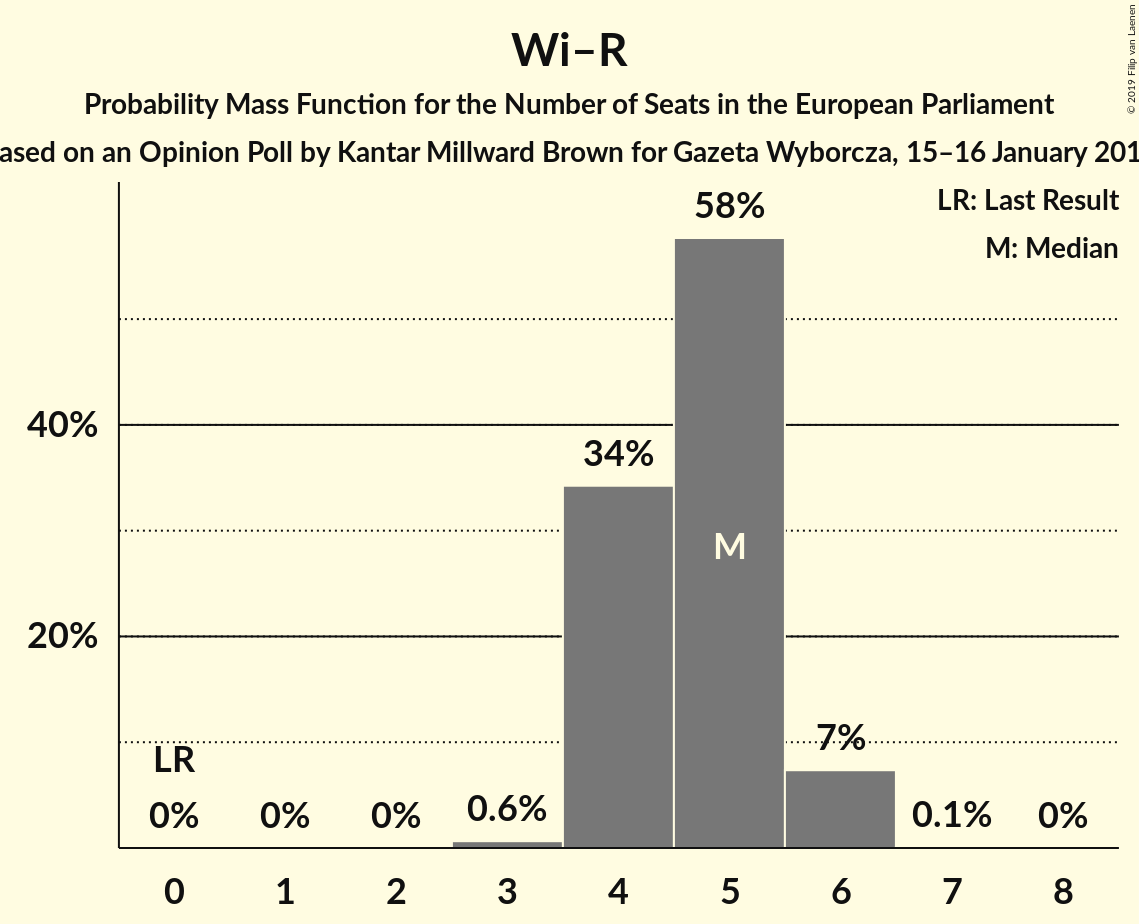 Wi–R
Probability Mass Function for the Number of Seats in the European Parliament
ased on an Opinion Poll by Kantar Millward Brown for Gazeta Wyborcza, 15–16 January 201
© 2019 Filip van Laenen
LR: Last Result
M: Median
58%
40%
34%
M
20%
7%
LR
0% 0% 0% 0.6% 0.1% 0%
0 1 2 3 4 5 6 7 8